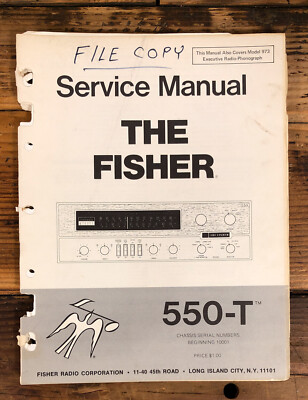 FILE COPY
This Manual Also Covers Model 973
Executive Radio-Phonograph
Service Manual
THE
FISHER
550-T™
CHASSIS SERIAL NUMBERS
BEGINNING 10001
PRICE $1.00
FISHER RADIO CORPORATION • 11-40 45th ROAD • LONG ISLAND CITY, N.Y. 11101